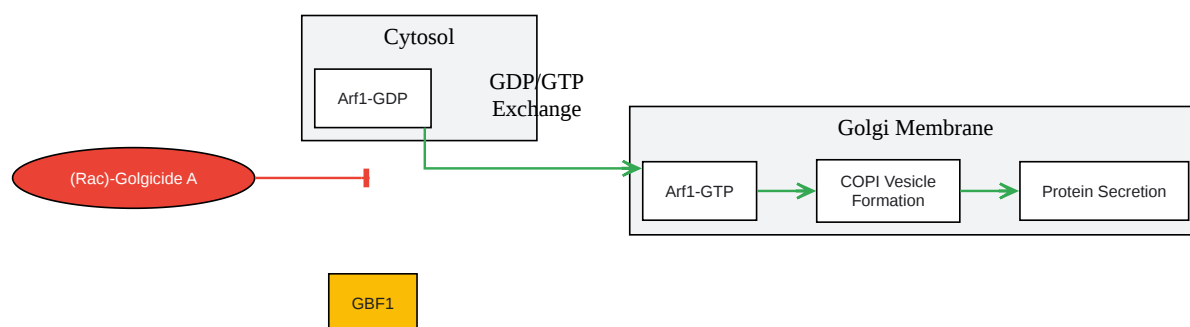 Cytosol
Arf1-GDP
GDP/GTP
Exchange
Golgi Membrane
(Rac)-Golgicide A
Arf1-GTP
COPI Vesicle
Formation
Protein Secretion
GBF1